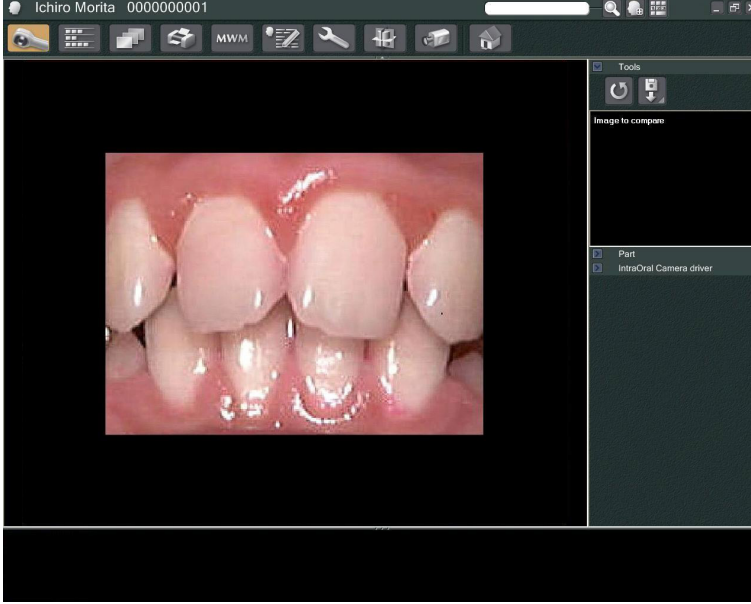 Ichiro Morita 0000000001
MWM
Tools
Image to compare
Part
IntraOral Camera driver